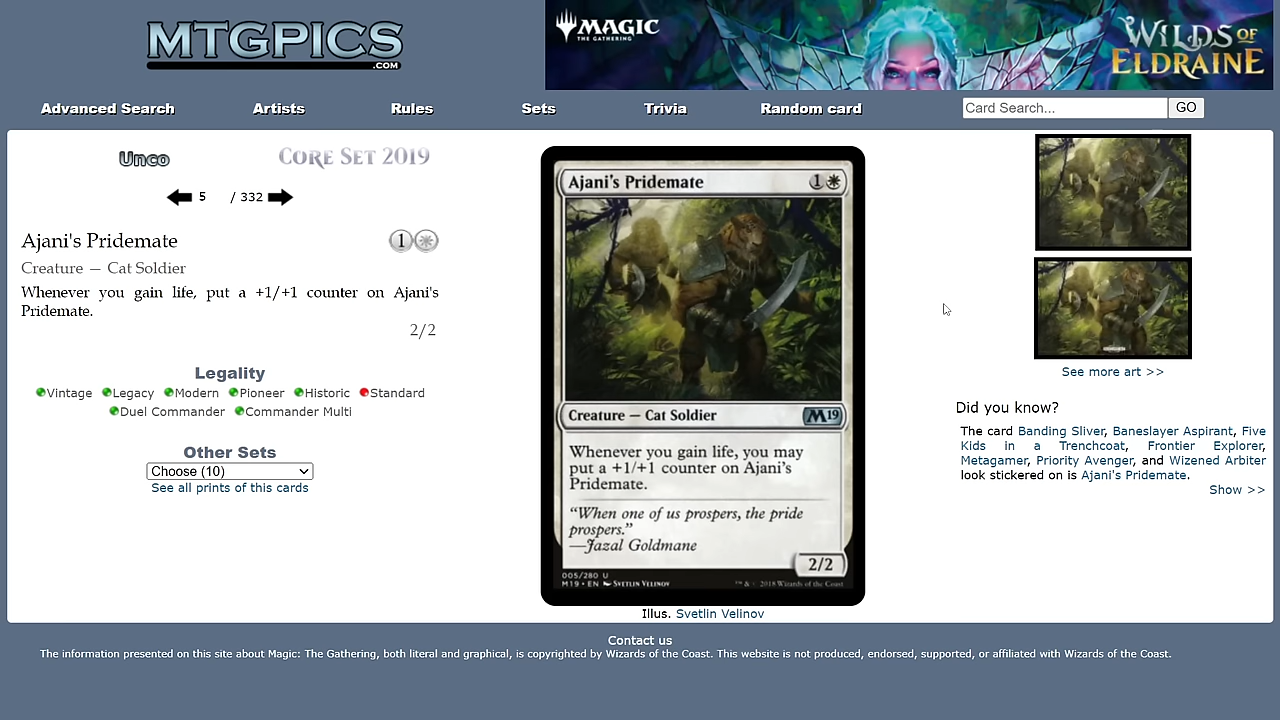 MTGPICS
.COM
MAGIC
THE GATHERING
WILDS OF
ELDRAINE
Advanced Search
Artists
Rules
Sets
Trivia
Random card
Card Search...
GO
Unco
CORE SET 2019
5 / 332
Ajani's Pridemate
1
Creature — Cat Soldier
Whenever you gain life, put a +1/+1 counter on Ajani's
Pridemate.
2/2
Legality
Vintage Legacy Modern Pioneer Historic Standard
Duel Commander Commander Multi
Other Sets
Choose (10)
See all prints of this cards
Ajani's Pridemate
1
Creature — Cat Soldier
M19
Whenever you gain life, you may
put a +1/+1 counter on Ajani's
Pridemate.
“When one of us prospers, the pride
prospers.”
—Jazal Goldmane
2/2
005/280 U
M19 • EN SVETLIN VELINOV
™ & © 2018 Wizards of the Coast
Illus. Svetlin Velinov
See more art >>
Did you know?
The card Banding Sliver, Baneslayer Aspirant, Five
Kids in a Trenchcoat, Frontier Explorer,
Metagamer, Priority Avenger, and Wizened Arbiter
look stickered on is Ajani's Pridemate.
Show >>
Contact us
The information presented on this site about Magic: The Gathering, both literal and graphical, is copyrighted by Wizards of the Coast. This website is not produced, endorsed, supported, or affiliated with Wizards of the Coast.